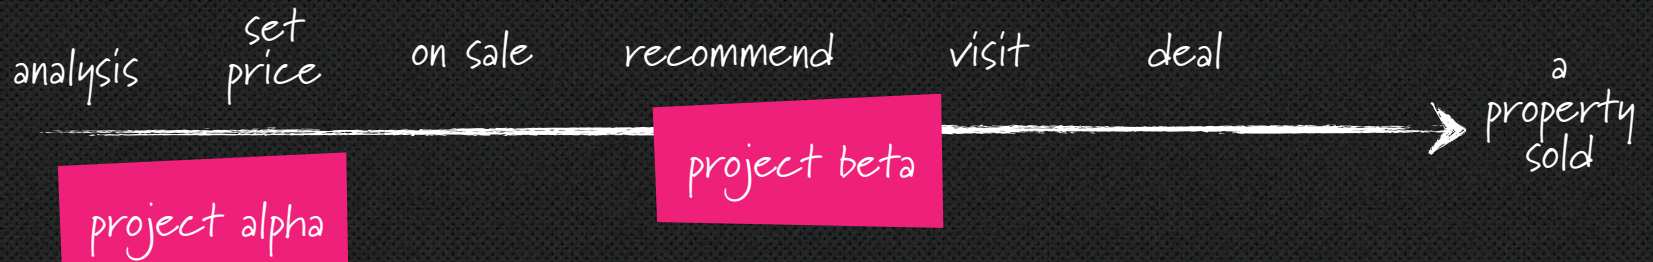 analysis
set
price
on sale
recommend
visit
deal
a
property
sold
project alpha
project beta